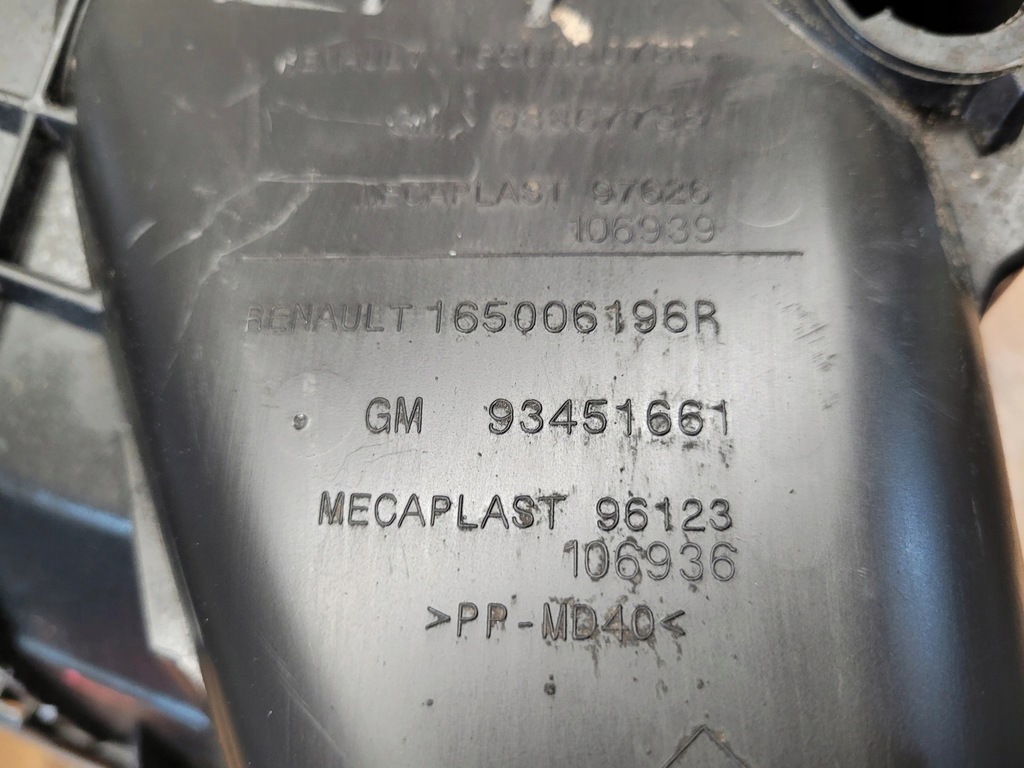 MECAPLAST 97626
106939
RENAULT 165006196R
GM 93451661
MECAPLAST 96123
106936
>PP-MD40<